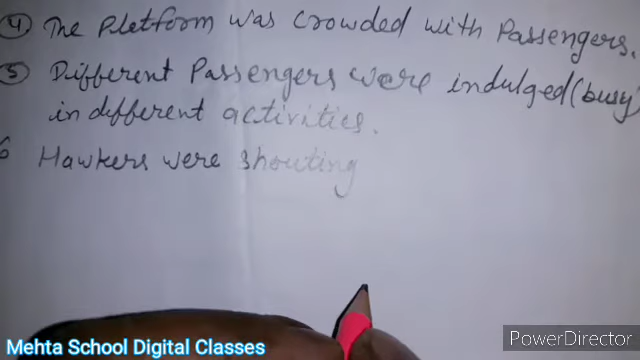 ④ The Pletform was Crowded with Passengers.
⑤ Different Passengers were indulged (busy)
in different activities.
6 Hawkers were shouting
Mehta School Digital Classes
PowerDirector